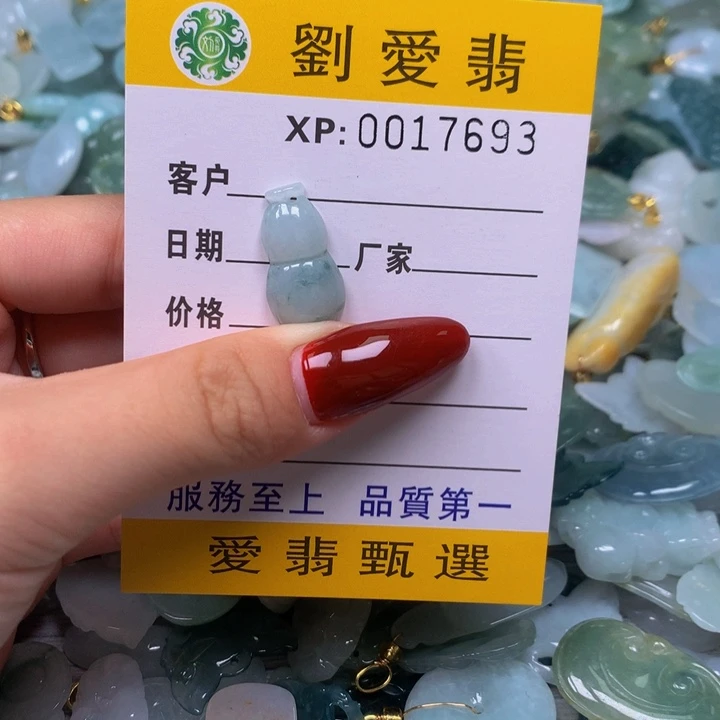 劉愛翡
XP: 0017693
客户
日期 厂家
价格
服務至上 品質第一
愛翡甄選